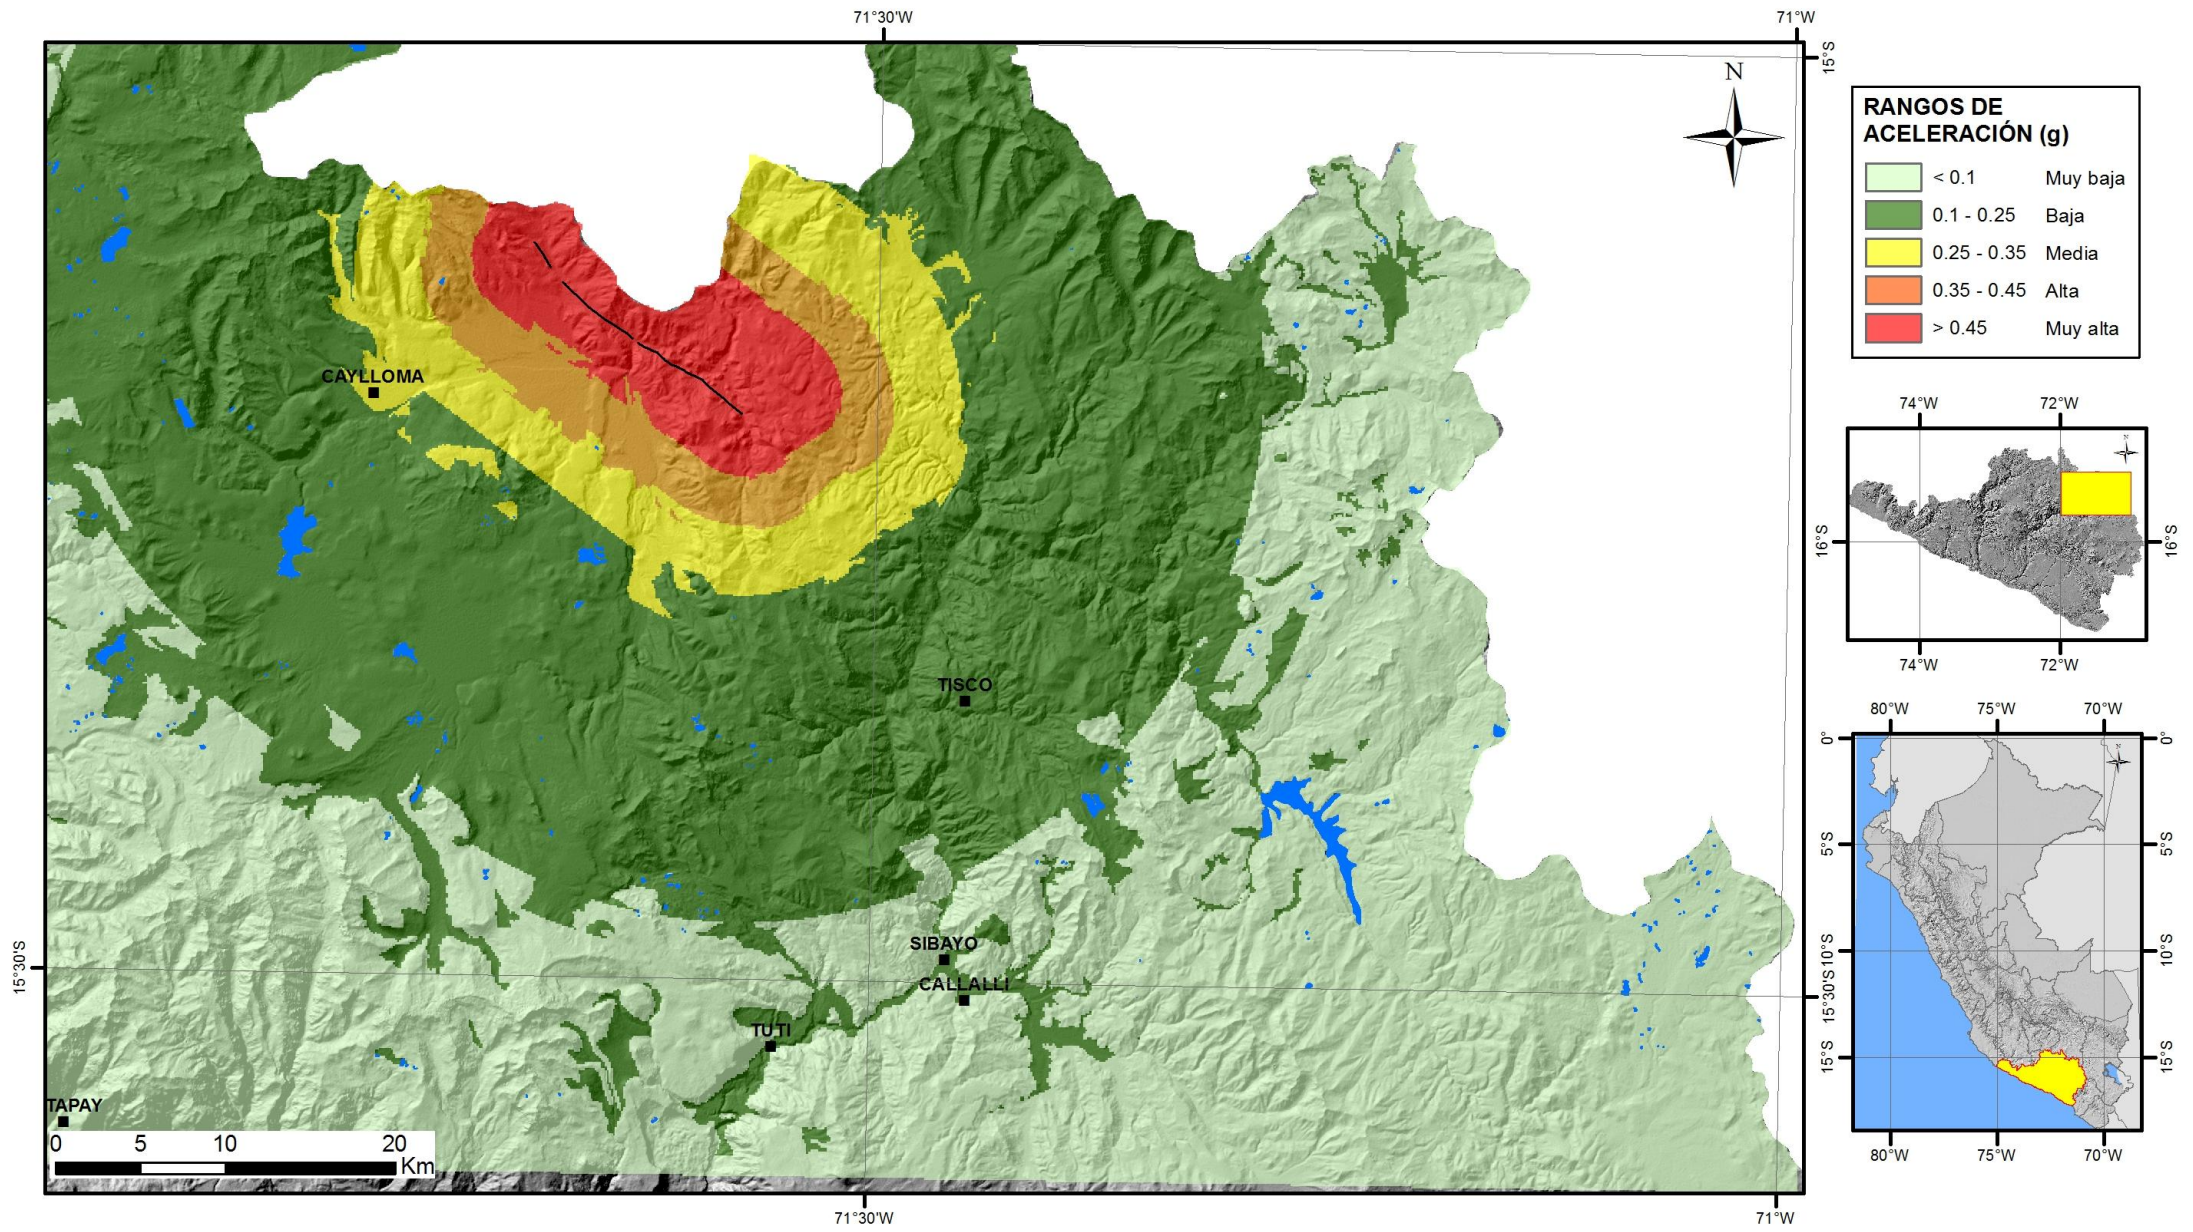 71°30'W
71°W
15°S
N
RANGOS DE
ACELERACIÓN (g)
< 0.1 Muy baja
0.1 - 0.25 Baja
0.25 - 0.35 Media
0.35 - 0.45 Alta
> 0.45 Muy alta
CAYLLOMA
TISCO
SIBAYO
CALLALLI
TUTI
TAPAY
0 5 10 20
Km
15°30'S
15°30'S
71°30'W
71°W
74°W
72°W
N
16°S
16°S
74°W
72°W
80°W
75°W
70°W
0°
0°
N
5°S
5°S
10°S
10°S
15°S
15°S
80°W
75°W
70°W